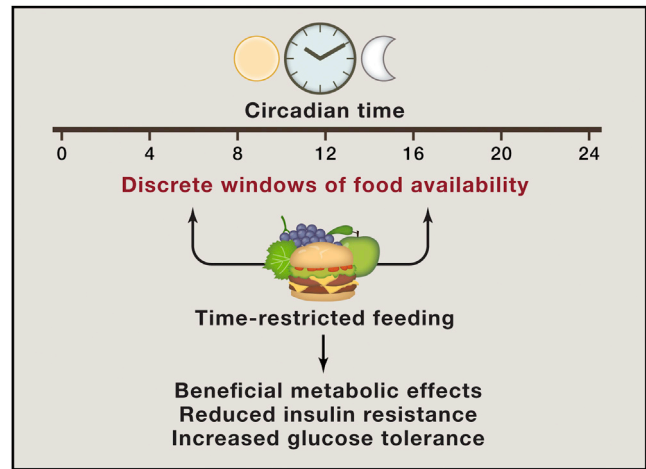 Circadian time
0 4 8 12 16 20 24
Discrete windows of food availability
Time-restricted feeding
Beneficial metabolic effects
Reduced insulin resistance
Increased glucose tolerance